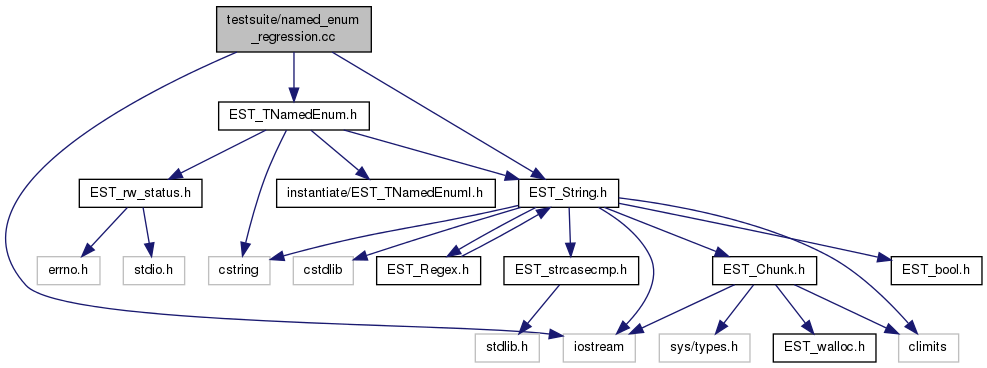 testsuite/named_enum
_regression.cc
EST_TNamedEnum.h
EST_rw_status.h
instantiate/EST_TNamedEnumI.h
EST_String.h
errno.h
stdio.h
cstring
cstdlib
EST_Regex.h
EST_strcasecmp.h
EST_Chunk.h
EST_bool.h
stdlib.h
iostream
sys/types.h
EST_walloc.h
climits